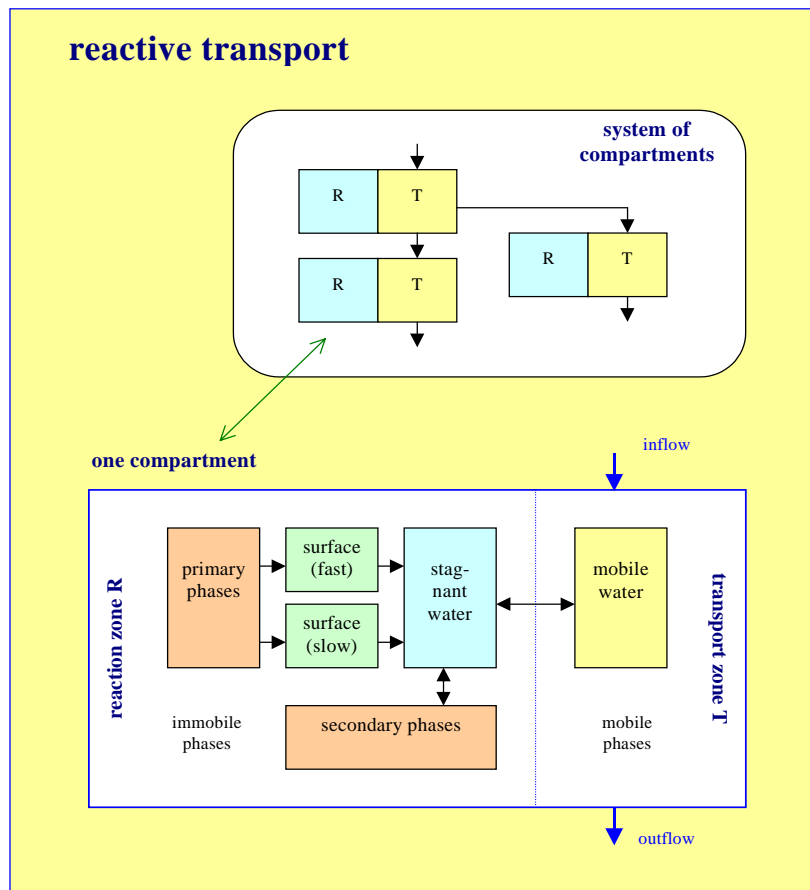 reactive transport
system of
compartments
R
T
R
T
R
T
one compartment
inflow
reaction zone R
primary
phases
surface
(fast)
surface
(slow)
stag-
nant
water
mobile
water
transport zone T
immobile
phases
secondary phases
mobile
phases
outflow